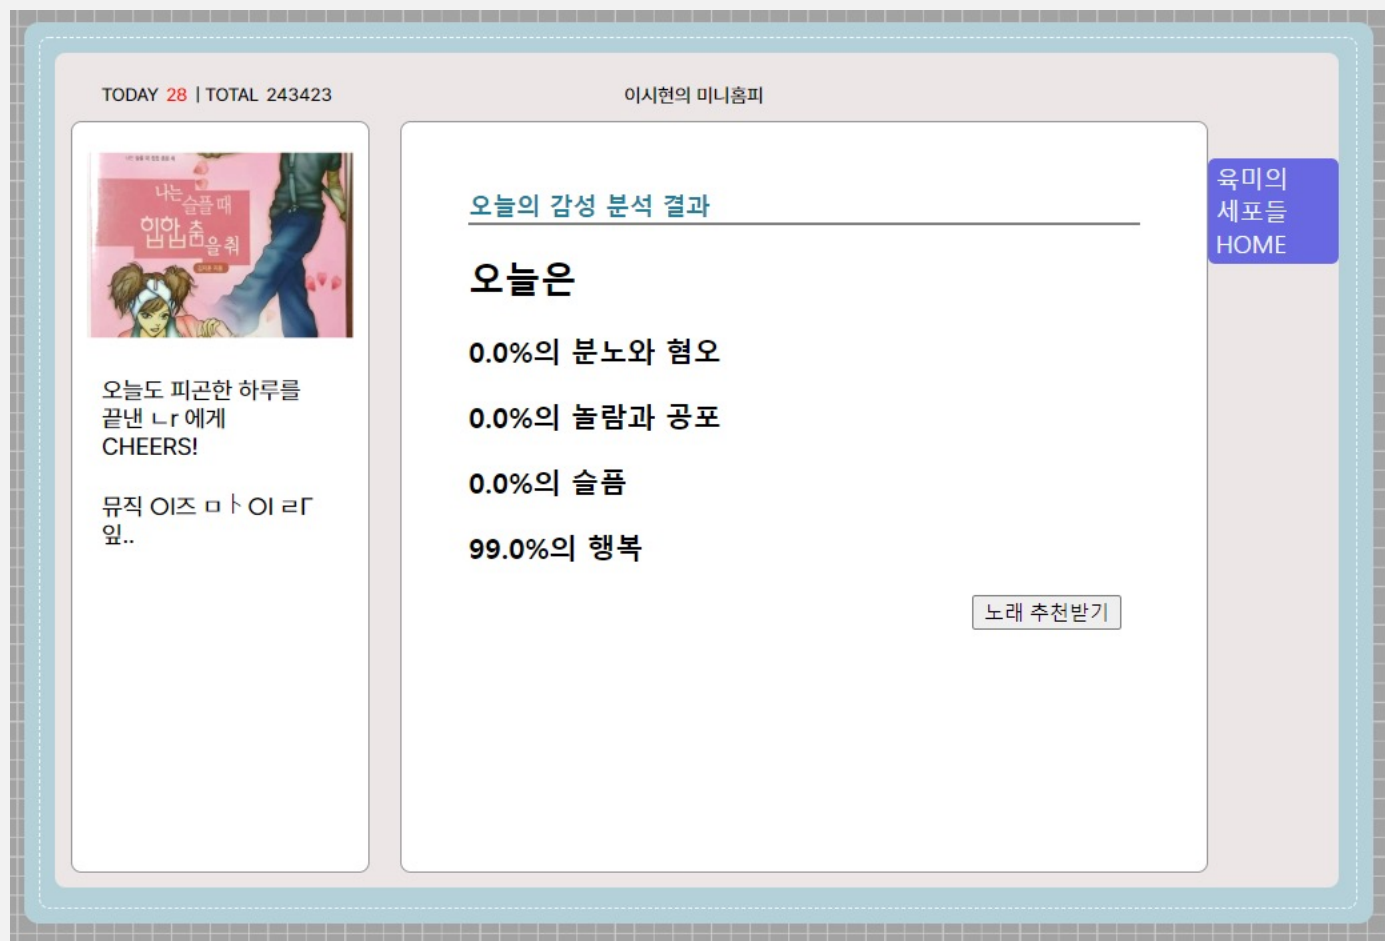 TODAY 28 | TOTAL 243423
이시현의 미니홈피
나는
슬플 때
힙합 춤
을 춰
오늘도 피곤한 하루를
끝낸 ㄴr 에게
CHEERS!
뮤직 Ol즈 ㅁㅏOl ㄹΓ
잎..
오늘의 감성 분석 결과
오늘은
0.0%의 분노와 혐오
0.0%의 놀람과 공포
0.0%의 슬픔
99.0%의 행복
노래 추천받기
육미의
세포들
HOME